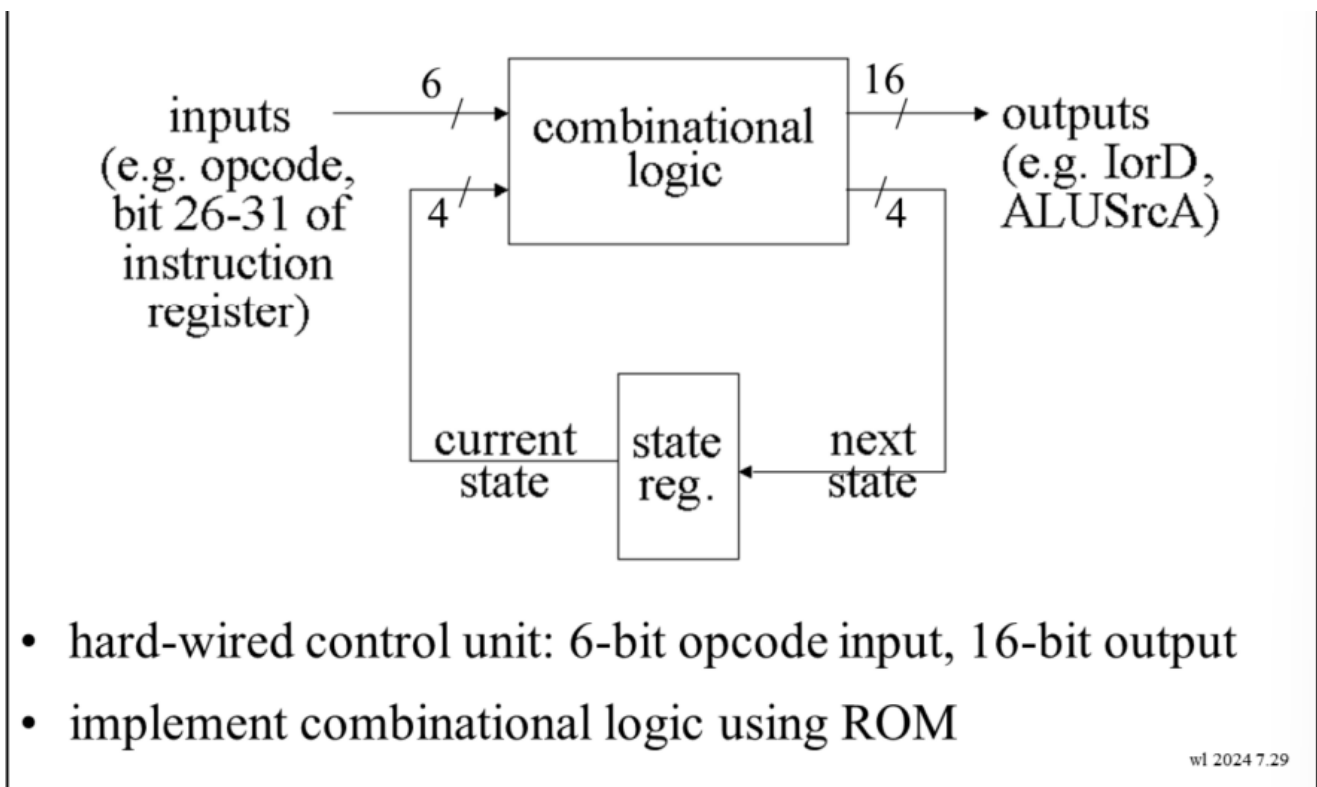 6
16
inputs
(e.g. opcode,
bit 26-31 of
instruction
register)
combinational
logic
outputs
(e.g. IorD,
ALUSrcA)
4
4
current
state
state
reg.
next
state
• hard-wired control unit: 6-bit opcode input, 16-bit output
• implement combinational logic using ROM
wl 2024 7.29